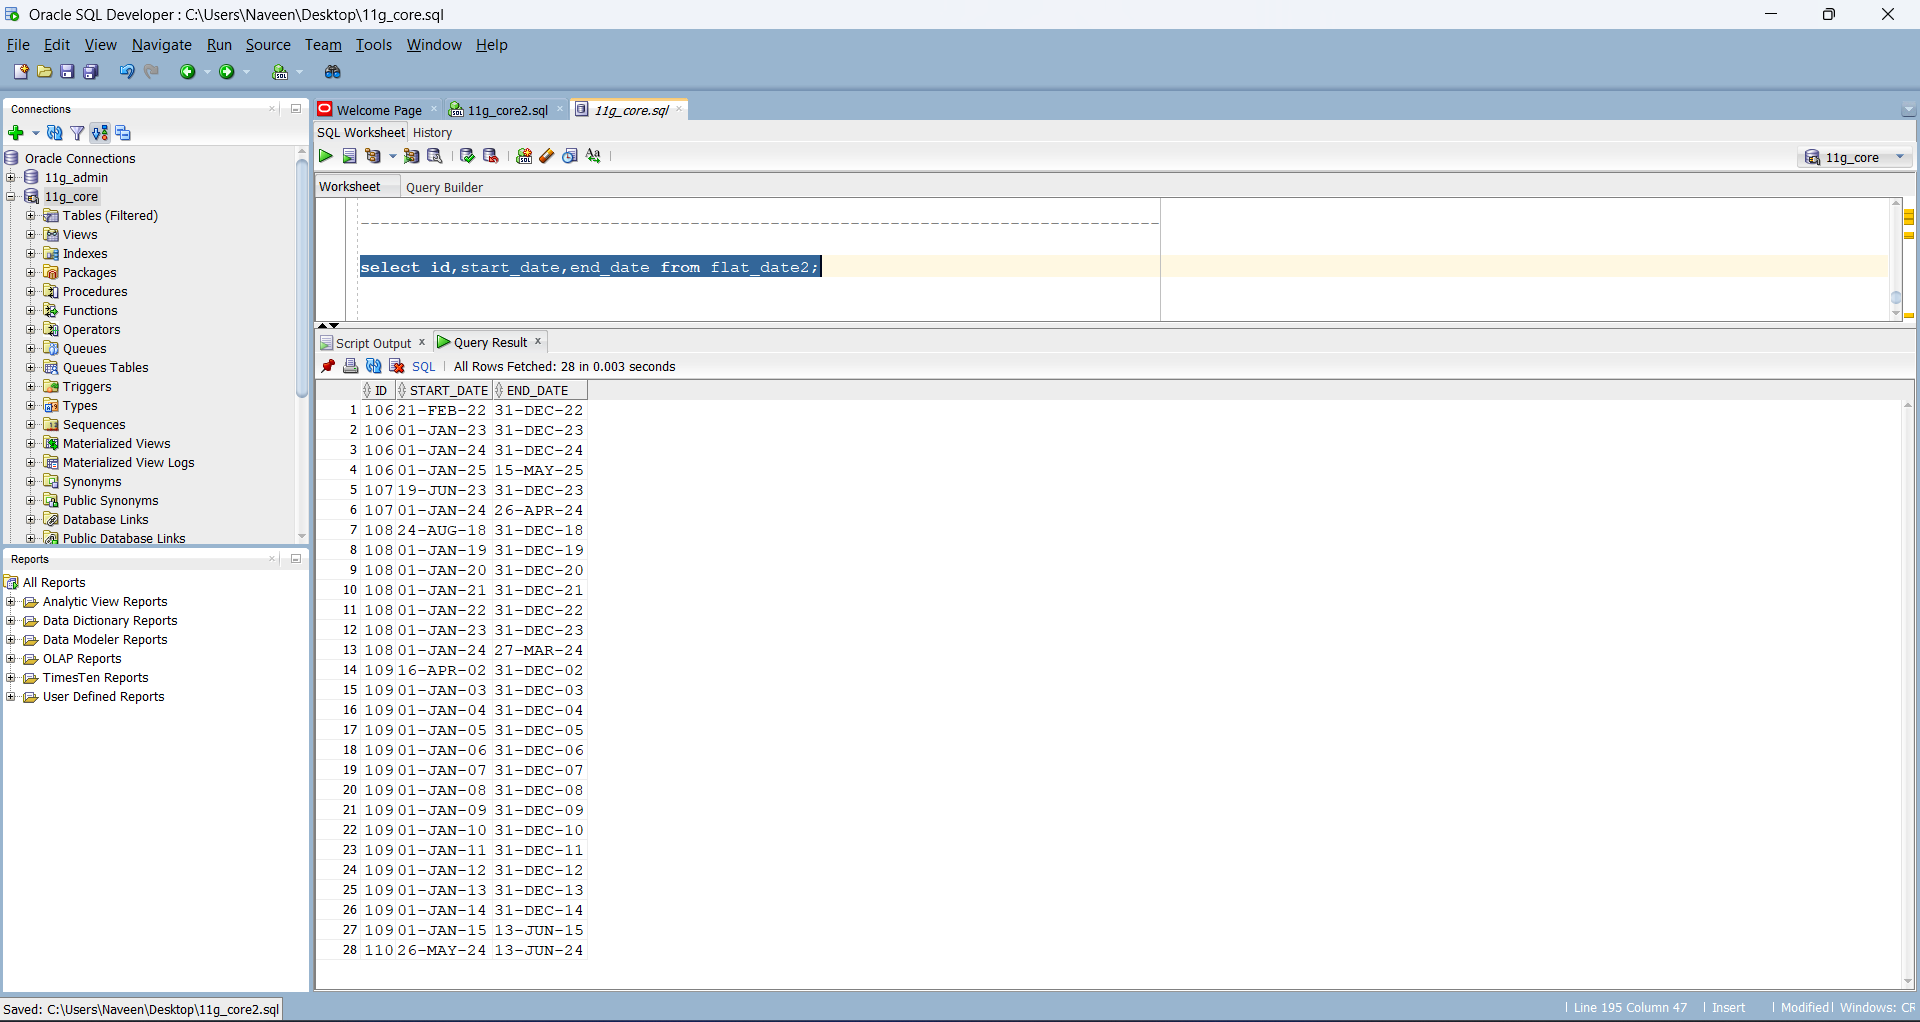 Oracle SQL Developer : C:\Users\Naveen\Desktop\11g_core.sql
File Edit View Navigate Run Source Team Tools Window Help
Connections
Oracle Connections
11g_admin
11g_core
Tables (Filtered)
Views
Indexes
Packages
Procedures
Functions
Operators
Queues
Queues Tables
Triggers
Types
Sequences
Materialized Views
Materialized View Logs
Synonyms
Public Synonyms
Database Links
Public Database Links
Reports
All Reports
Analytic View Reports
Data Dictionary Reports
Data Modeler Reports
OLAP Reports
TimesTen Reports
User Defined Reports
Welcome Page 11g_core2.sql 11g_core.sql
SQL Worksheet History
11g_core
Worksheet Query Builder
select id,start_date,end_date from flat_date2;
Script Output x Query Result x
SQL All Rows Fetched: 28 in 0.003 seconds
ID START_DATE END_DATE
1 106 21-FEB-22 31-DEC-22
2 106 01-JAN-23 31-DEC-23
3 106 01-JAN-24 31-DEC-24
4 106 01-JAN-25 15-MAY-25
5 107 19-JUN-23 31-DEC-23
6 107 01-JAN-24 26-APR-24
7 108 24-AUG-18 31-DEC-18
8 108 01-JAN-19 31-DEC-19
9 108 01-JAN-20 31-DEC-20
10 108 01-JAN-21 31-DEC-21
11 108 01-JAN-22 31-DEC-22
12 108 01-JAN-23 31-DEC-23
13 108 01-JAN-24 27-MAR-24
14 109 16-APR-02 31-DEC-02
15 109 01-JAN-03 31-DEC-03
16 109 01-JAN-04 31-DEC-04
17 109 01-JAN-05 31-DEC-05
18 109 01-JAN-06 31-DEC-06
19 109 01-JAN-07 31-DEC-07
20 109 01-JAN-08 31-DEC-08
21 109 01-JAN-09 31-DEC-09
22 109 01-JAN-10 31-DEC-10
23 109 01-JAN-11 31-DEC-11
24 109 01-JAN-12 31-DEC-12
25 109 01-JAN-13 31-DEC-13
26 109 01-JAN-14 31-DEC-14
27 109 01-JAN-15 13-JUN-15
28 110 26-MAY-24 13-JUN-24
Saved: C:\Users\Naveen\Desktop\11g_core2.sql
Line 195 Column 47 Insert Modified Windows: CF